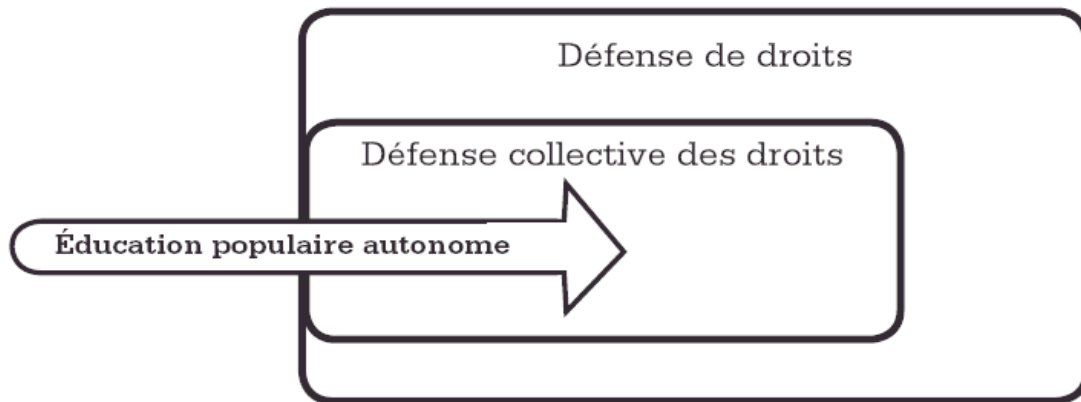 Défense de droits
Défense collective des droits
Éducation populaire autonome